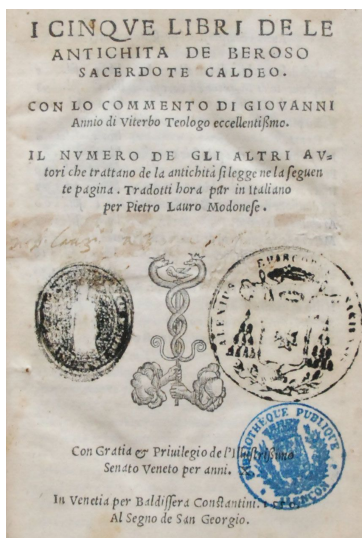 I CINQVE LIBRI DE LE
ANTICHITA DE BEROSO
SACERDOTE CALDEO.
CON LO COMMENTO DI GIOVANNI
Annio di Viterbo Teologo eccellentißmo.
IL NVMERO DE GLI ALTRI AV=
tori che trattano de la antichità si legge ne la seguen
te pagina. Tradotti hora pur in Italiano
per Pietro Lauro Modonese.
BIBLIOTHÈQUE PUBLIQUE
ALENÇON
Con Gratia & Priuilegio de l'Illustrißimo
Senato Veneto per anni.
In Venetia per Baldissera Constantini.
Al Segno de San Georgio.